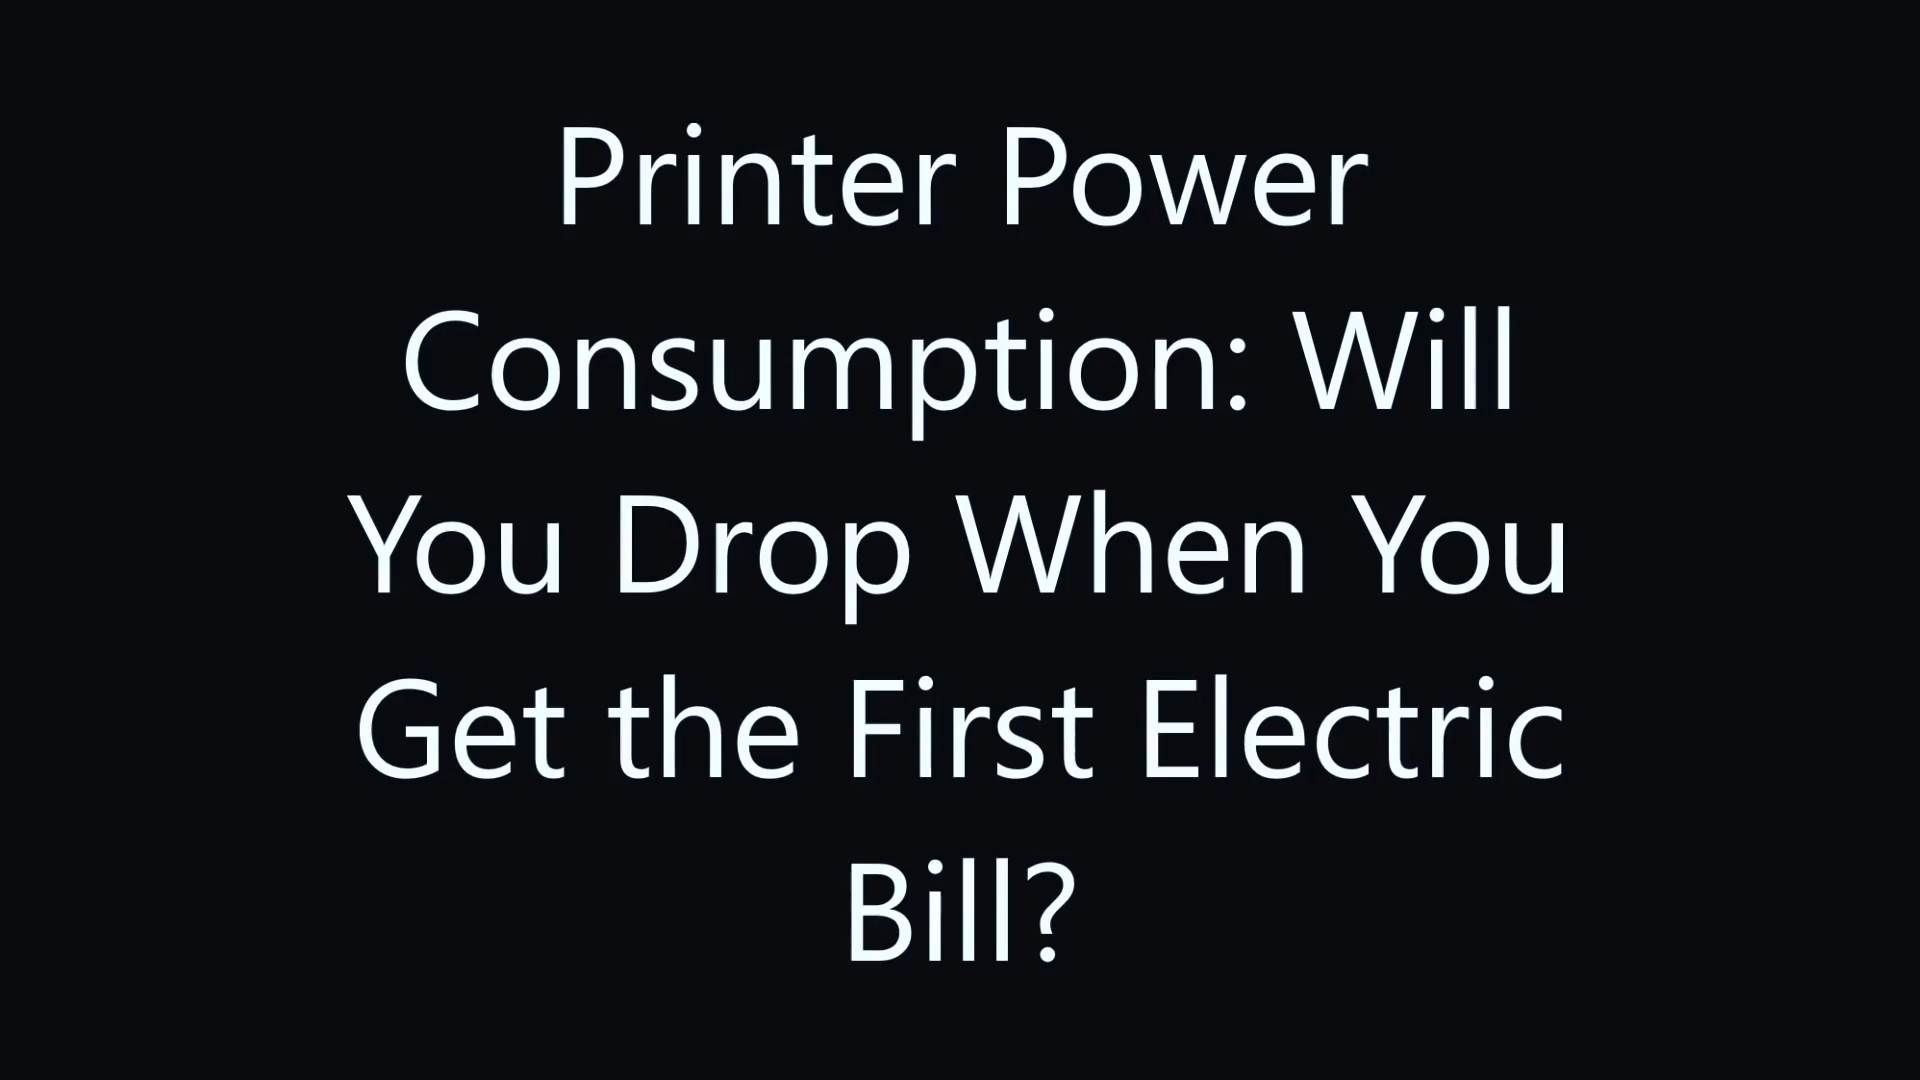 Printer Power
Consumption: Will
You Drop When You
Get the First Electric
Bill?